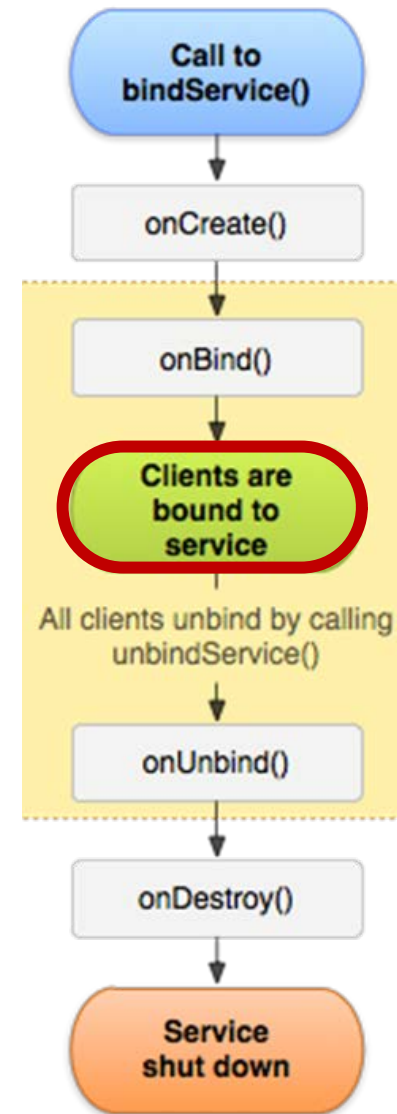 Call to
bindService()
onCreate()
onBind()
Clients are
bound to
service
All clients unbind by calling
unbindService()
onUnbind()
onDestroy()
Service
shut down